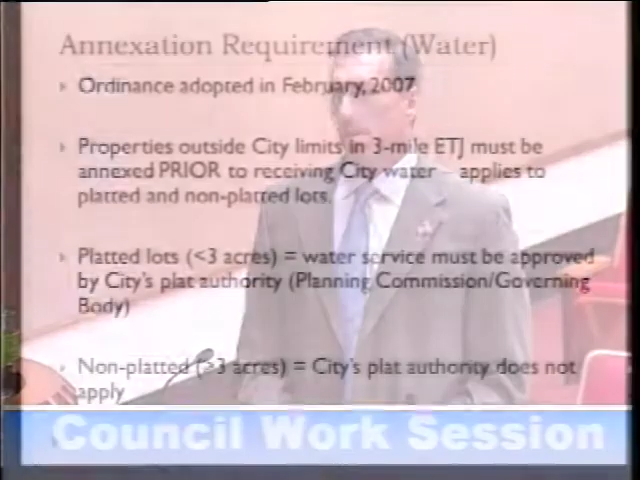 Annexation Requirement (Water)
Ordinance adopted in February, 2007
Properties outside City limits in 3-mile ETJ must be
annexed PRIOR to receiving City water applies to
platted and non-platted lots.
Platted lots (<3 acres) = water service must be approved
by City's plat authority (Planning Commission/Governing
Body)
Non-platted (≥3 acres) = City's plat authority does not
apply
Council Work Session